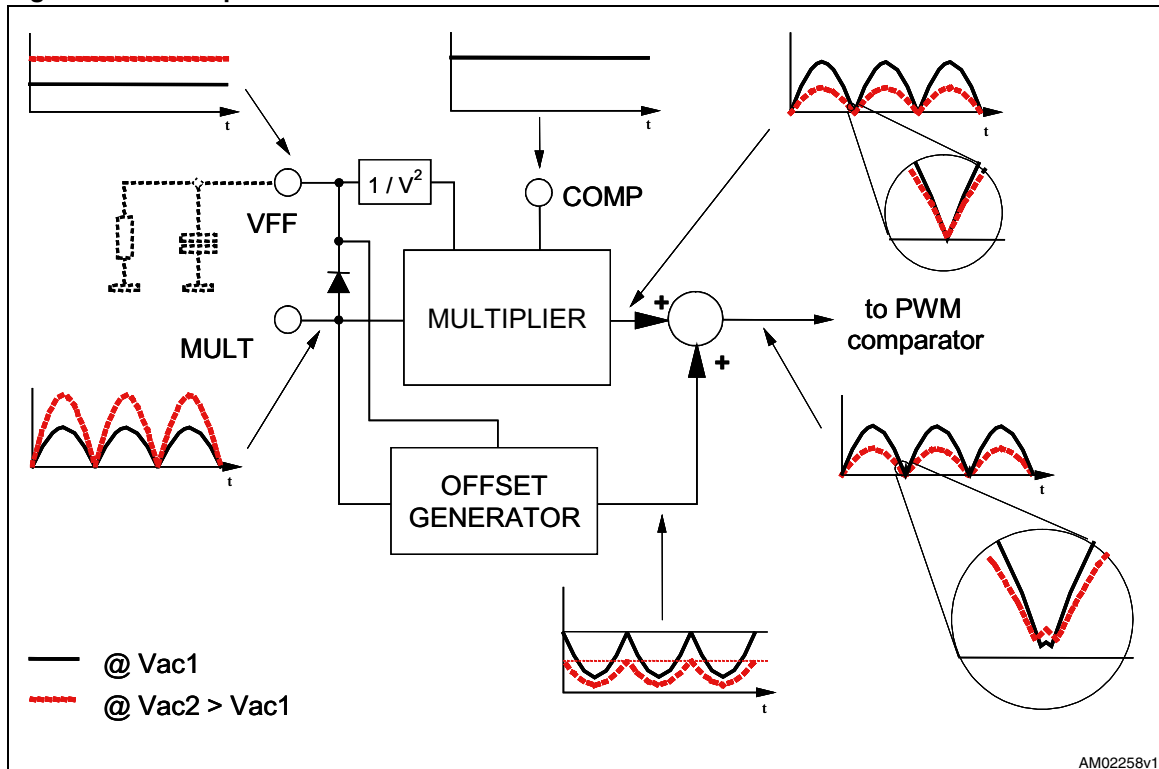 t
t
t
1 / V²
COMP
VFF
MULTIPLIER
+
to PWM
comparator
MULT
+
t
t
OFFSET
GENERATOR
@ Vac1
t
@ Vac2 > Vac1
AM02258v1